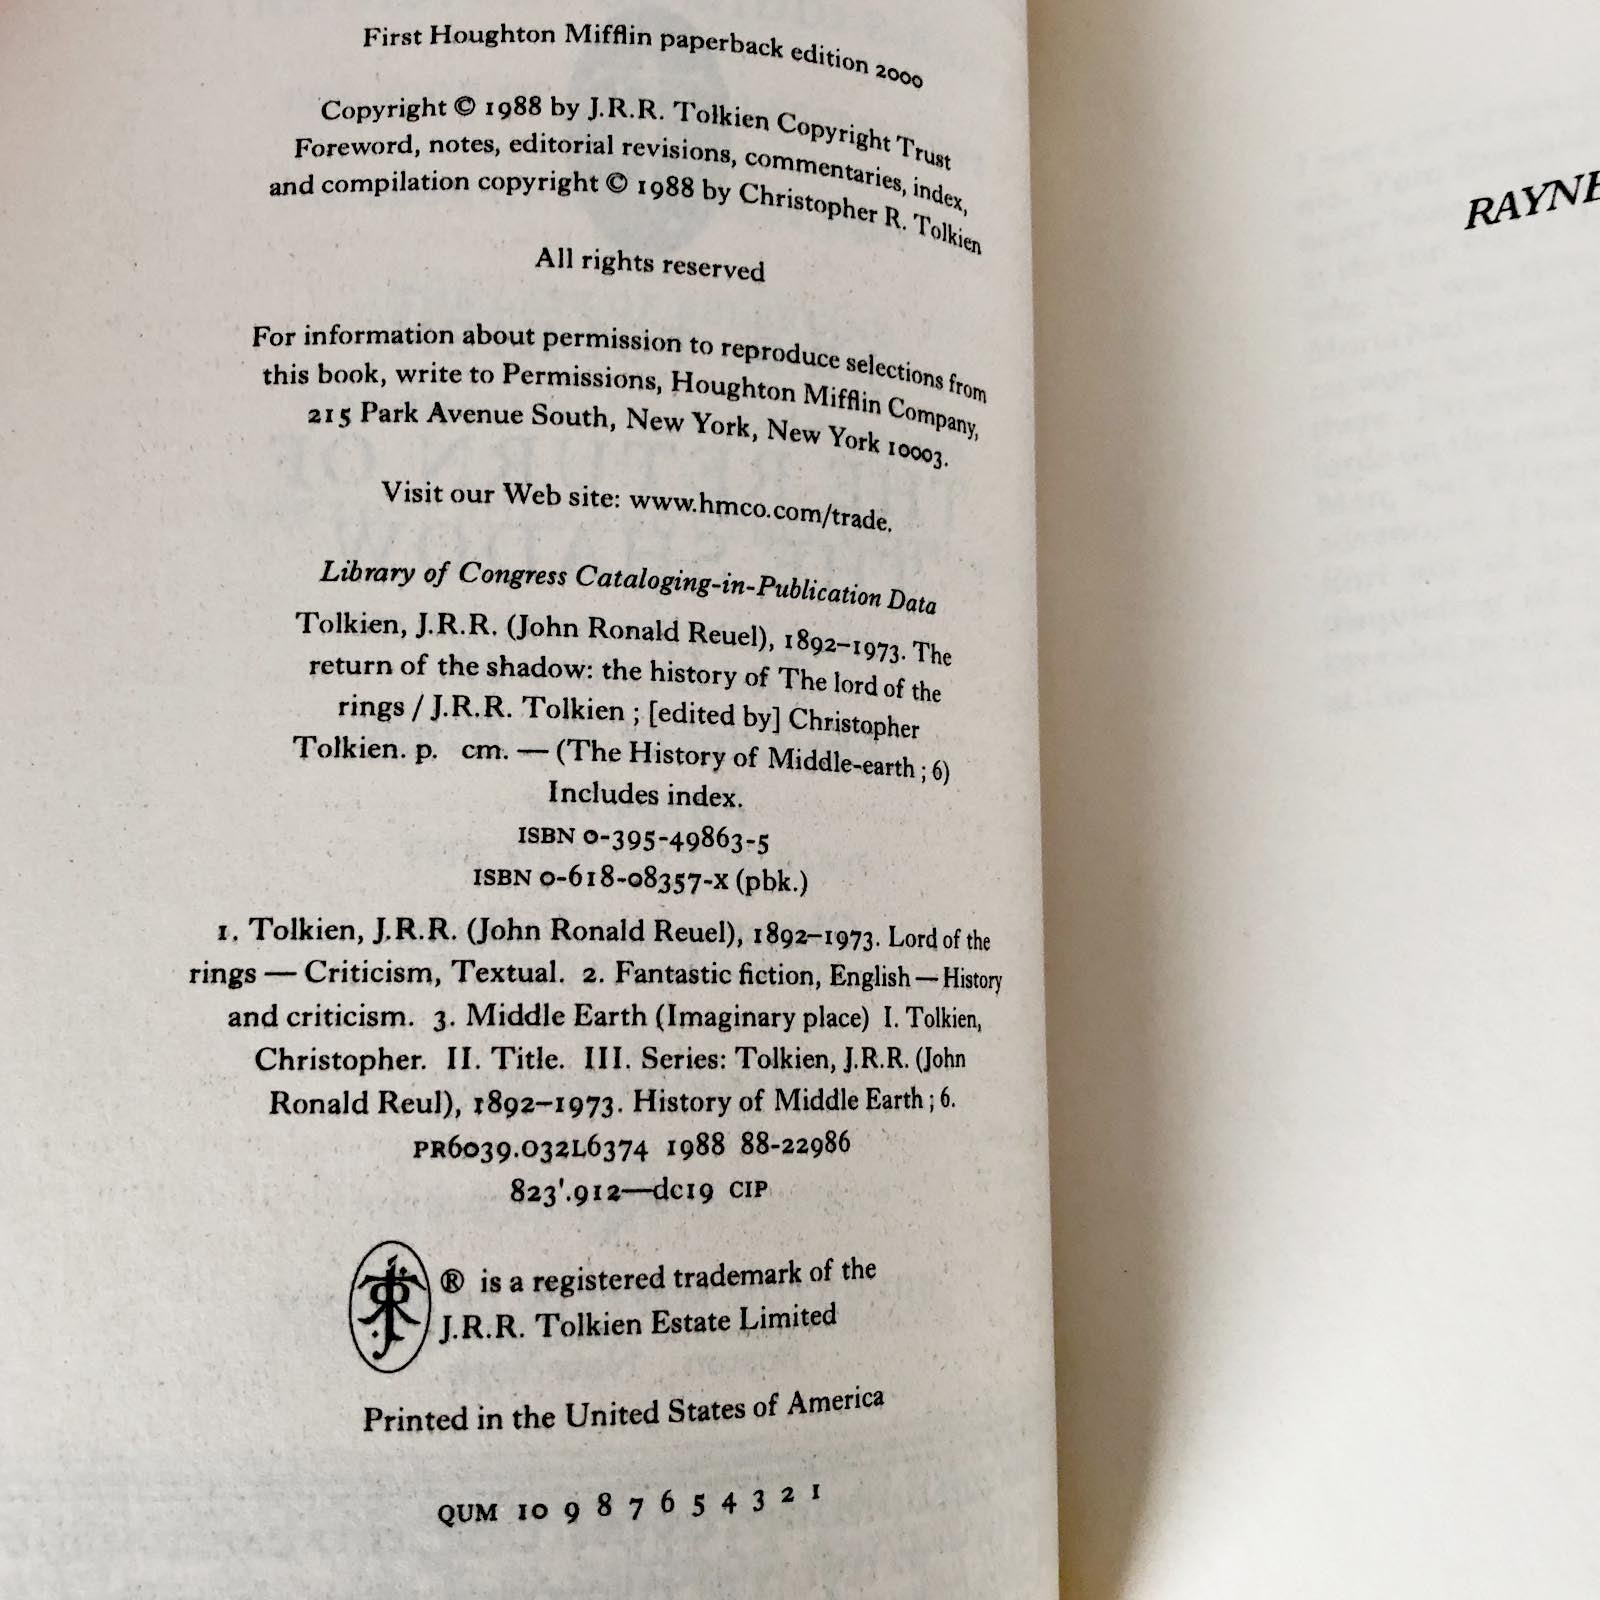 First Houghton Mifflin paperback edition 2000
Copyright © 1988 by J.R.R. Tolkien Copyright Trust
Foreword, notes, editorial revisions, commentaries, index,
and compilation copyright © 1988 by Christopher R. Tolkien
All rights reserved
For information about permission to reproduce selections from
this book, write to Permissions, Houghton Mifflin Company,
215 Park Avenue South, New York, New York 10003.
Visit our Web site: www.hmco.com/trade.
Library of Congress Cataloging-in-Publication Data
Tolkien, J.R.R. (John Ronald Reuel), 1892–1973. The
return of the shadow: the history of The lord of the
rings / J.R.R. Tolkien ; [edited by] Christopher
Tolkien. p. cm. — (The History of Middle-earth ; 6)
Includes index.
ISBN 0-395-49863-5
ISBN 0-618-08357-X (pbk.)
1. Tolkien, J.R.R. (John Ronald Reuel), 1892–1973. Lord of the
rings — Criticism, Textual. 2. Fantastic fiction, English — History
and criticism. 3. Middle Earth (Imaginary place) I. Tolkien,
Christopher. II. Title. III. Series: Tolkien, J.R.R. (John
Ronald Reul), 1892–1973. History of Middle Earth ; 6.
PR6039.032L6374 1988 88-22986
823'.912—dc19 CIP
® is a registered trademark of the
J.R.R. Tolkien Estate Limited
Printed in the United States of America
QUM 10 9 8 7 6 5 4 3 2 1
RAYNE